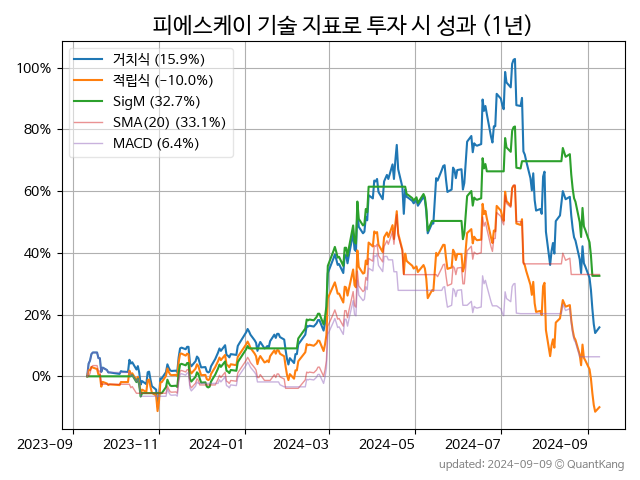 피에스케이 기술 지표로 투자 시 성과 (1년)
거치식 (15.9%)
적립식 (−10.0%)
SigM (32.7%)
SMA(20) (33.1%)
MACD (6.4%)
100%
80%
60%
40%
20%
0%
2023-09 2023-11 2024-01 2024-03 2024-05 2024-07 2024-09
updated: 2024-09-09 © QuantKang